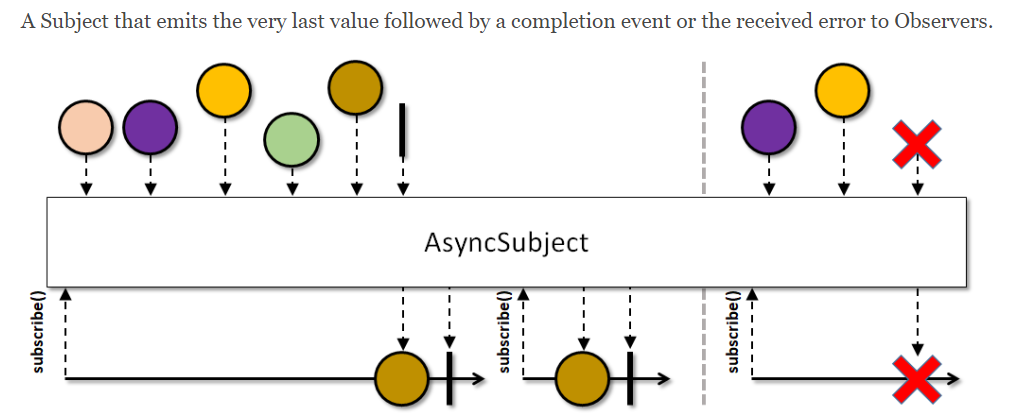 A Subject that emits the very last value followed by a completion event or the received error to Observers.
AsyncSubject
subscribe()
subscribe()
subscribe()